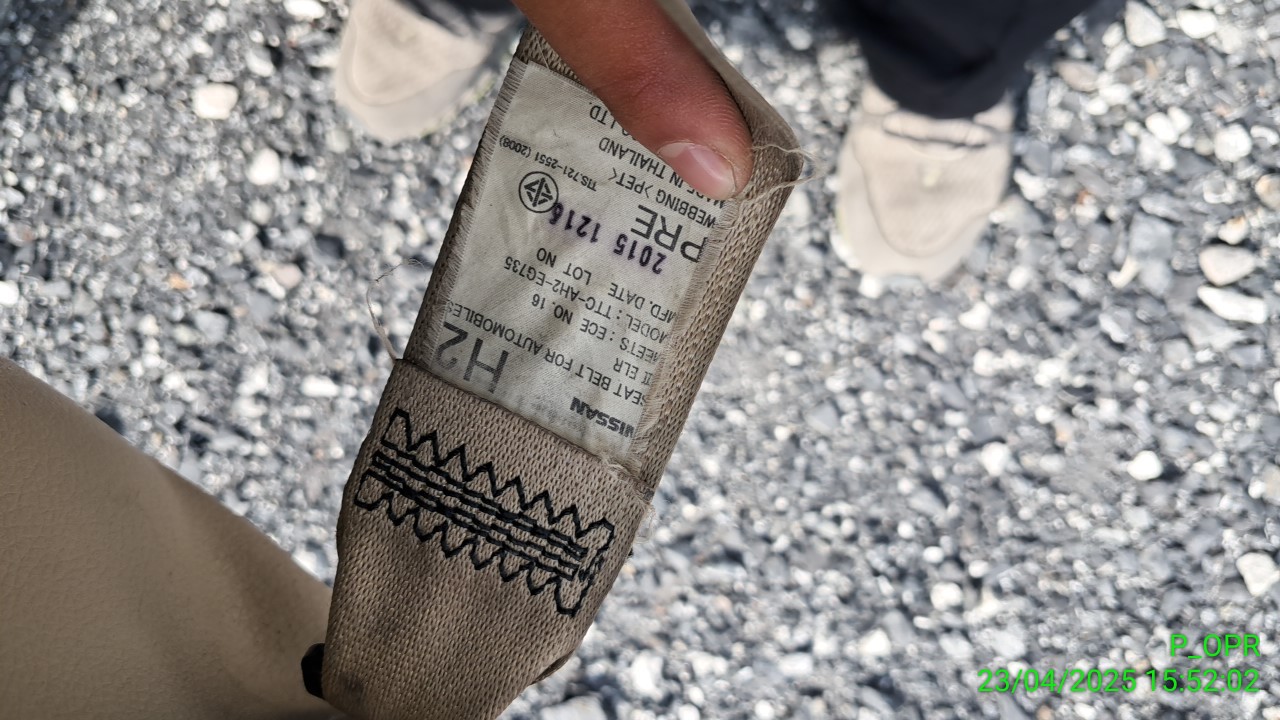 NISSAN
SEAT BELT FOR AUTOMOBILES
H2
II ELR
MEETS : ECE NO. 16
MODEL : TTC-AH2-EG735
MFD. DATE LOT NO
2015 1216
PRE
WEBBING >PET<
MADE IN THAILAND
TIS.721-2551 (2008)
LTD
P_OPR
23/04/2025 15:52:02